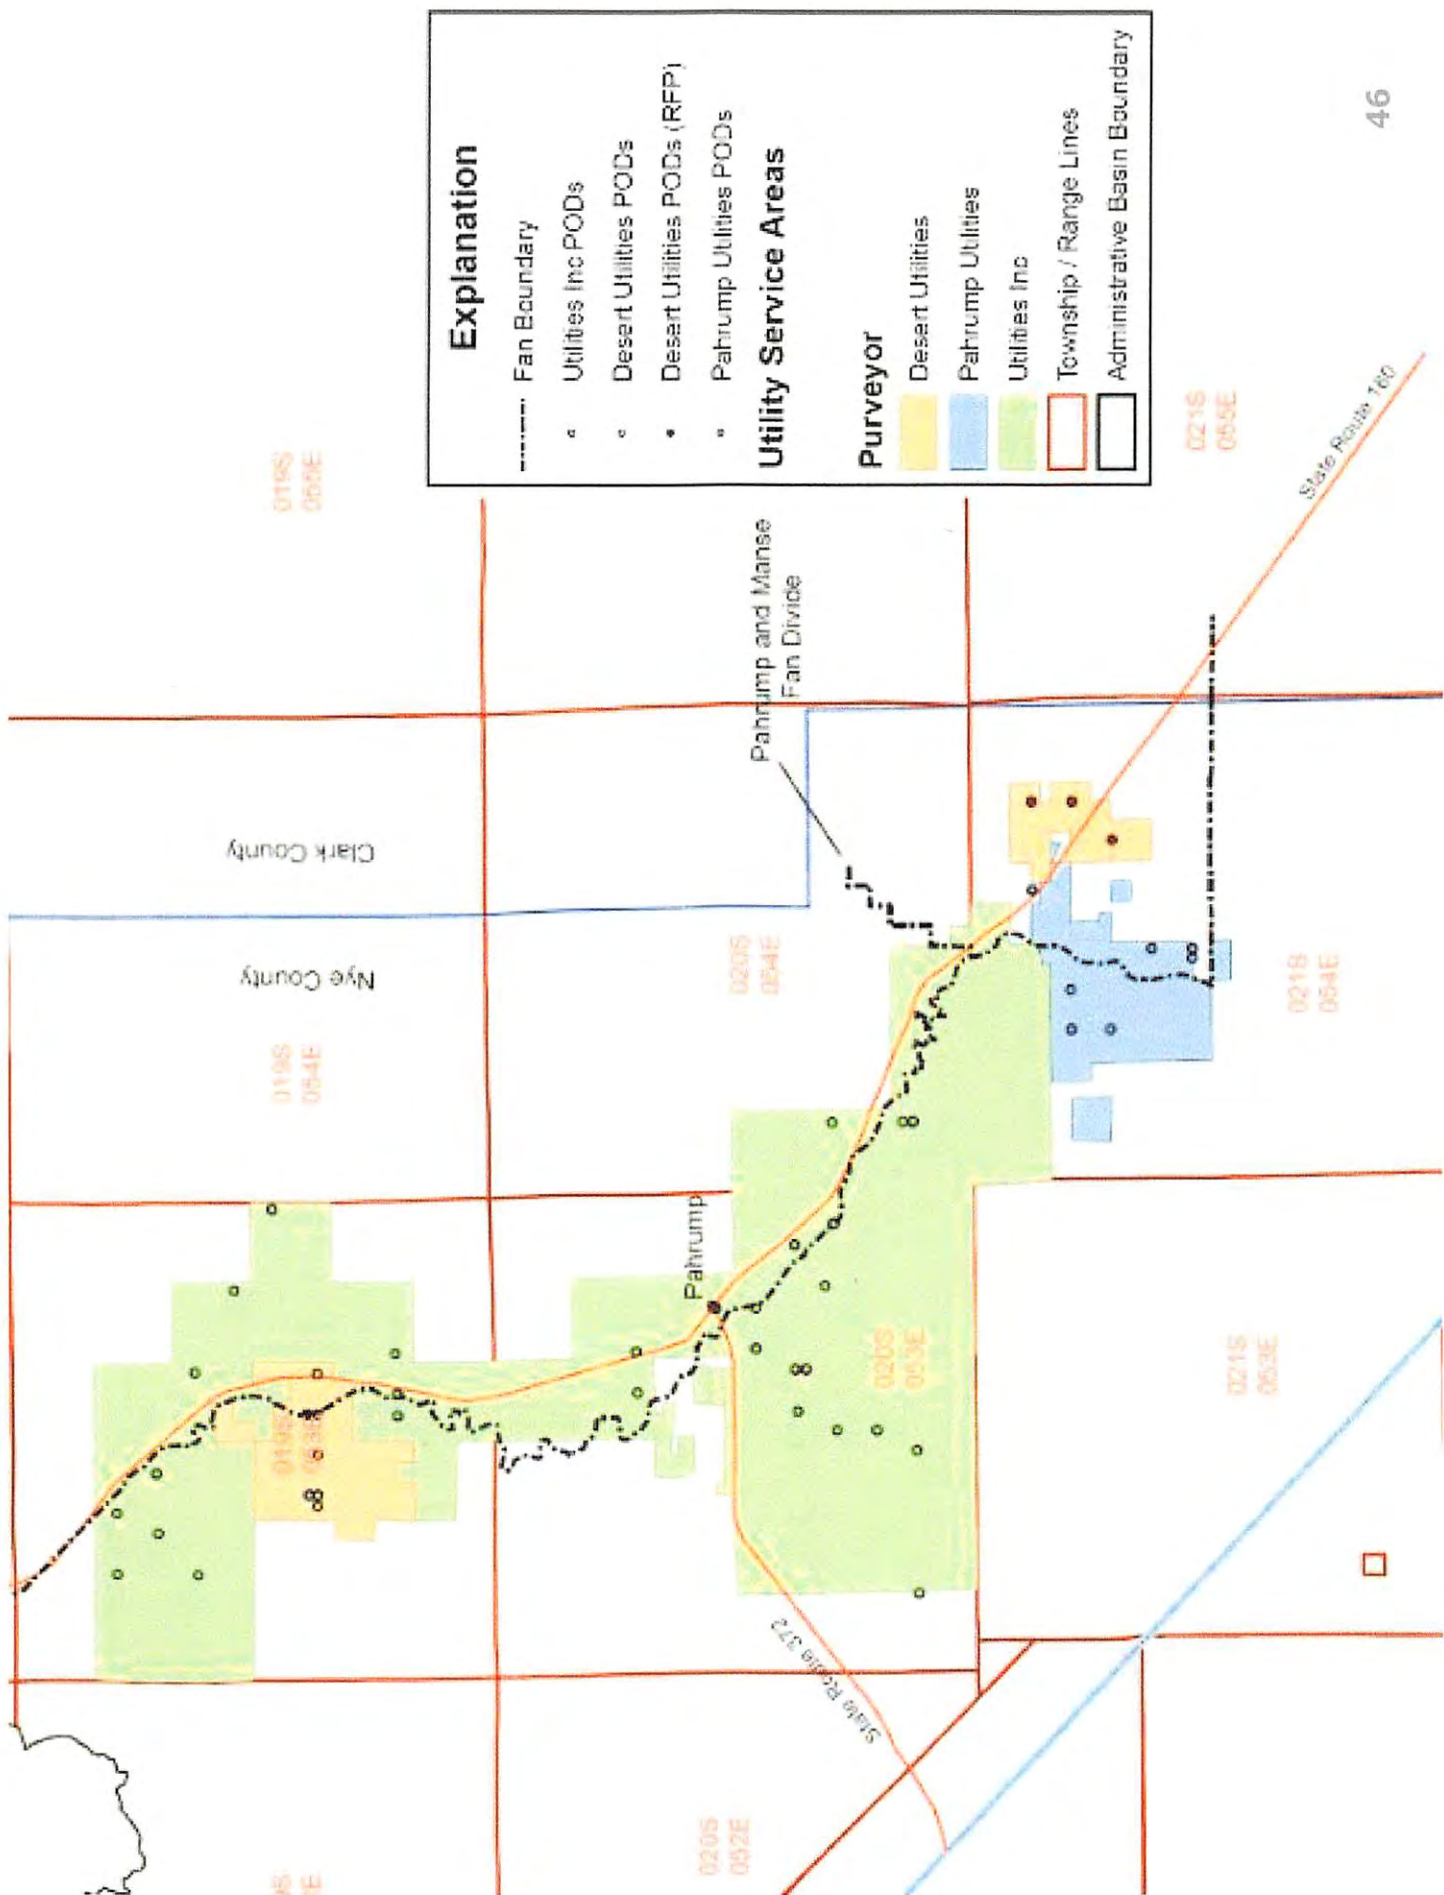 Explanation
Fan Boundary
Utilities Inc PODs
Desert Utilities PODs
Desert Utilities PODs (RFP)
Pahrump Utilities PODs
Utility Service Areas
Purveyor
Desert Utilities
Pahrump Utilities
Utilities Inc
Township / Range Lines
Administrative Basin Boundary
46
019S
055E
Clark County
Nye County
019S
054E
Pahrump and Manse
Fan Divide
020S
054E
021S
055E
State Route 160
021S
054E
Pahrump
019S
053E
020S
053E
021S
053E
State Route 372
020S
052E